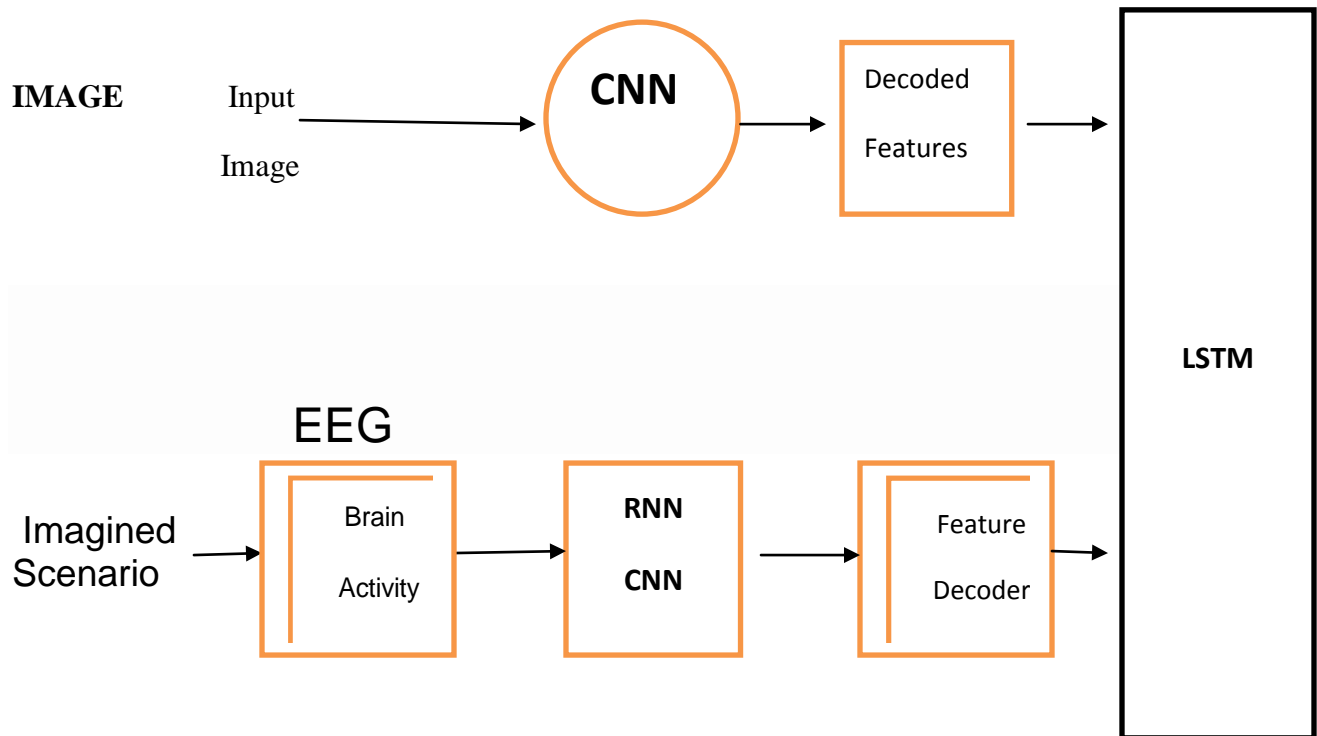 IMAGE
Input
Image
CNN
Decoded
Features
LSTM
EEG
Imagined
Scenario
Brain
Activity
RNN
CNN
Feature
Decoder